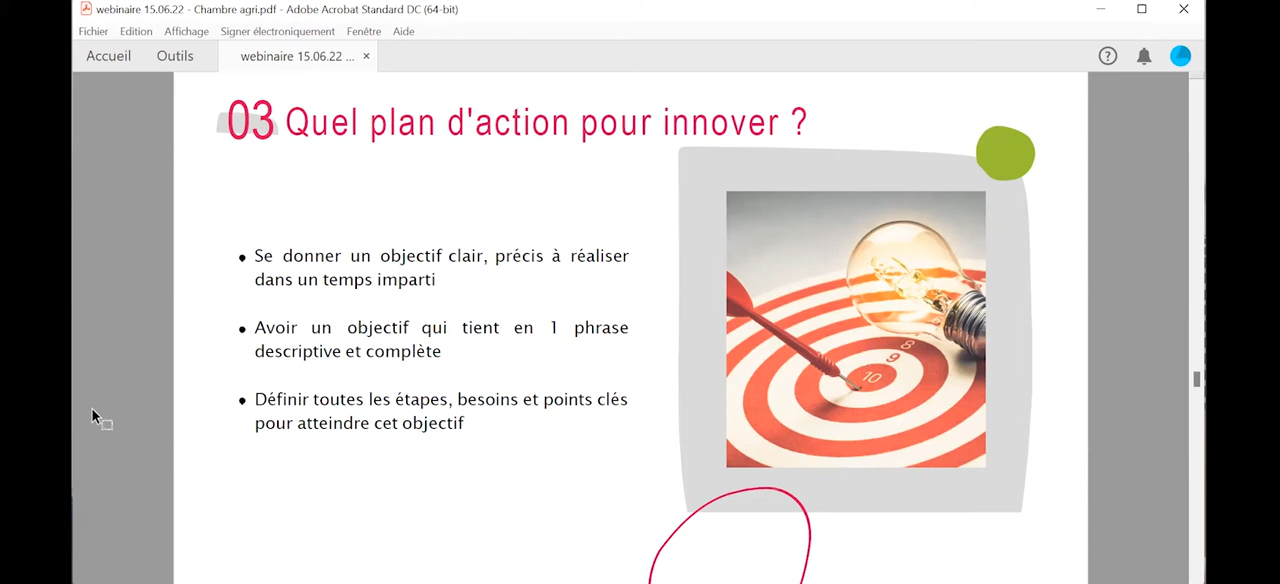 webinaire 15.06.22 - Chambre agri.pdf - Adobe Acrobat Standard DC (64-bit)
Fichier Edition Affichage Signer électroniquement Fenêtre Aide
Accueil Outils webinaire 15.06.22 ... ×
03 Quel plan d'action pour innover ?
• Se donner un objectif clair, précis à réaliser
dans un temps imparti
• Avoir un objectif qui tient en 1 phrase
descriptive et complète
• Définir toutes les étapes, besoins et points clés
pour atteindre cet objectif
8
9
10